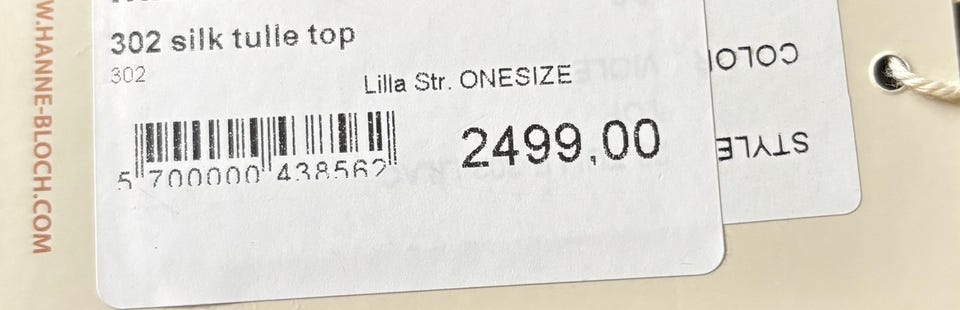 W.HANNE-BLOCH.COM
302 silk tulle top
302
Lilla Str. ONESIZE
5 700000 438562
2499,00
COLOR
STYLE